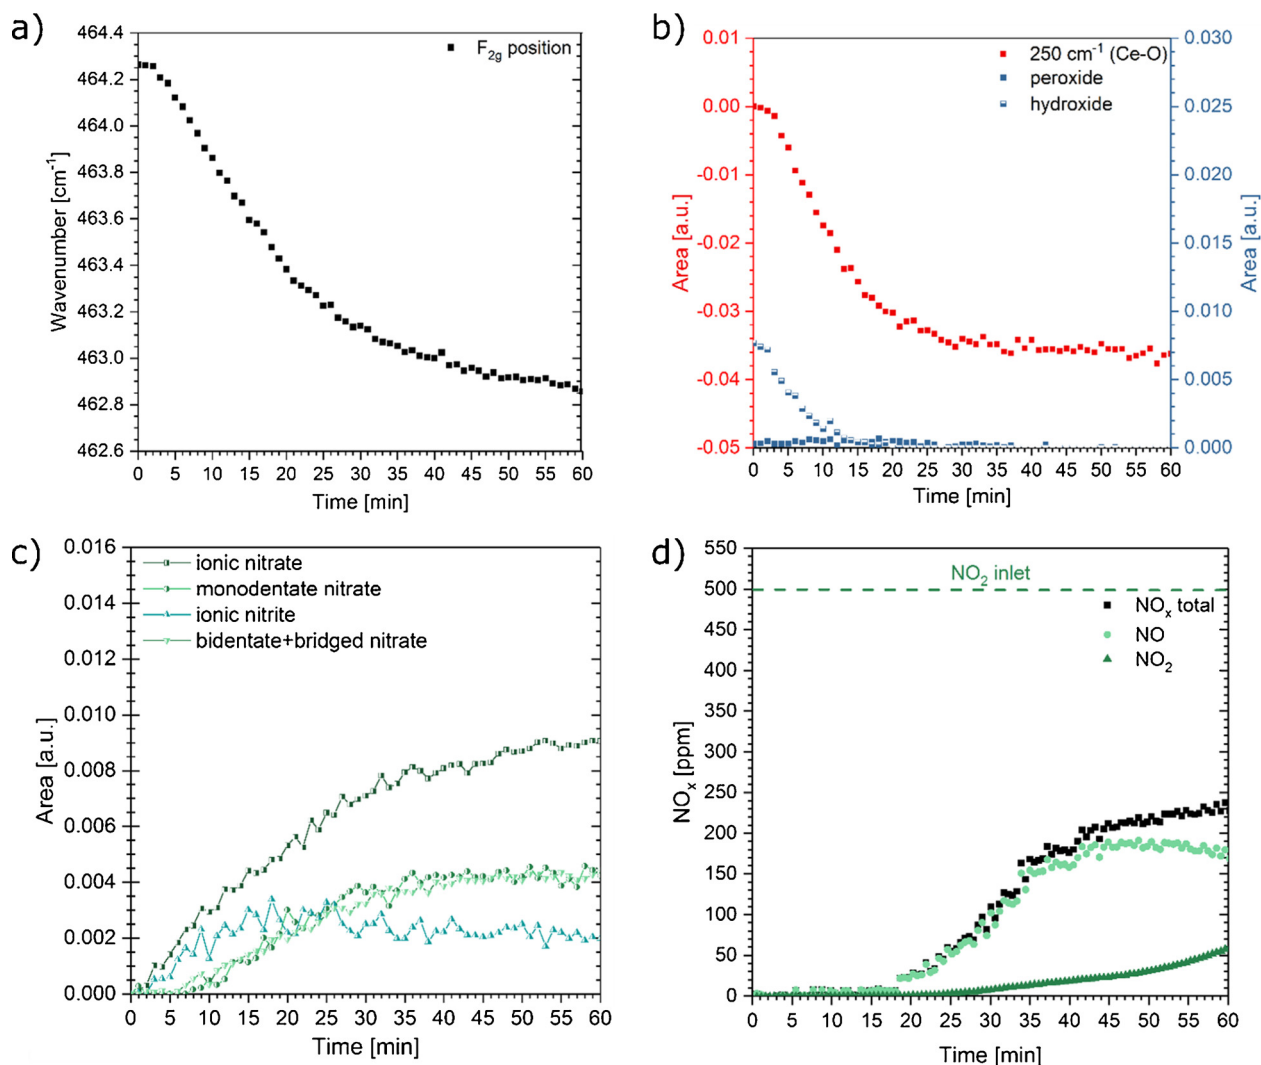 a)
464.4
464.2
464.0
463.8
463.6
463.4
463.2
463.0
462.8
462.6
Wavenumber [cm⁻¹]
F₂g position
0 5 10 15 20 25 30 35 40 45 50 55 60
Time [min]
b)
0.01
0.00
-0.01
-0.02
-0.03
-0.04
-0.05
Area [a.u.]
250 cm⁻¹ (Ce-O)
peroxide
hydroxide
0.030
0.025
0.020
0.015
0.010
0.005
0.000
Area [a.u.]
0 5 10 15 20 25 30 35 40 45 50 55 60
Time [min]
c)
0.016
0.014
0.012
0.010
0.008
0.006
0.004
0.002
0.000
Area [a.u.]
ionic nitrate
monodentate nitrate
ionic nitrite
bidentate+bridged nitrate
0 5 10 15 20 25 30 35 40 45 50 55 60
Time [min]
d)
550
500
450
400
350
300
250
200
150
100
50
0
NOₓ [ppm]
NO₂ inlet
NOₓ total
NO
NO₂
0 5 10 15 20 25 30 35 40 45 50 55 60
Time [min]